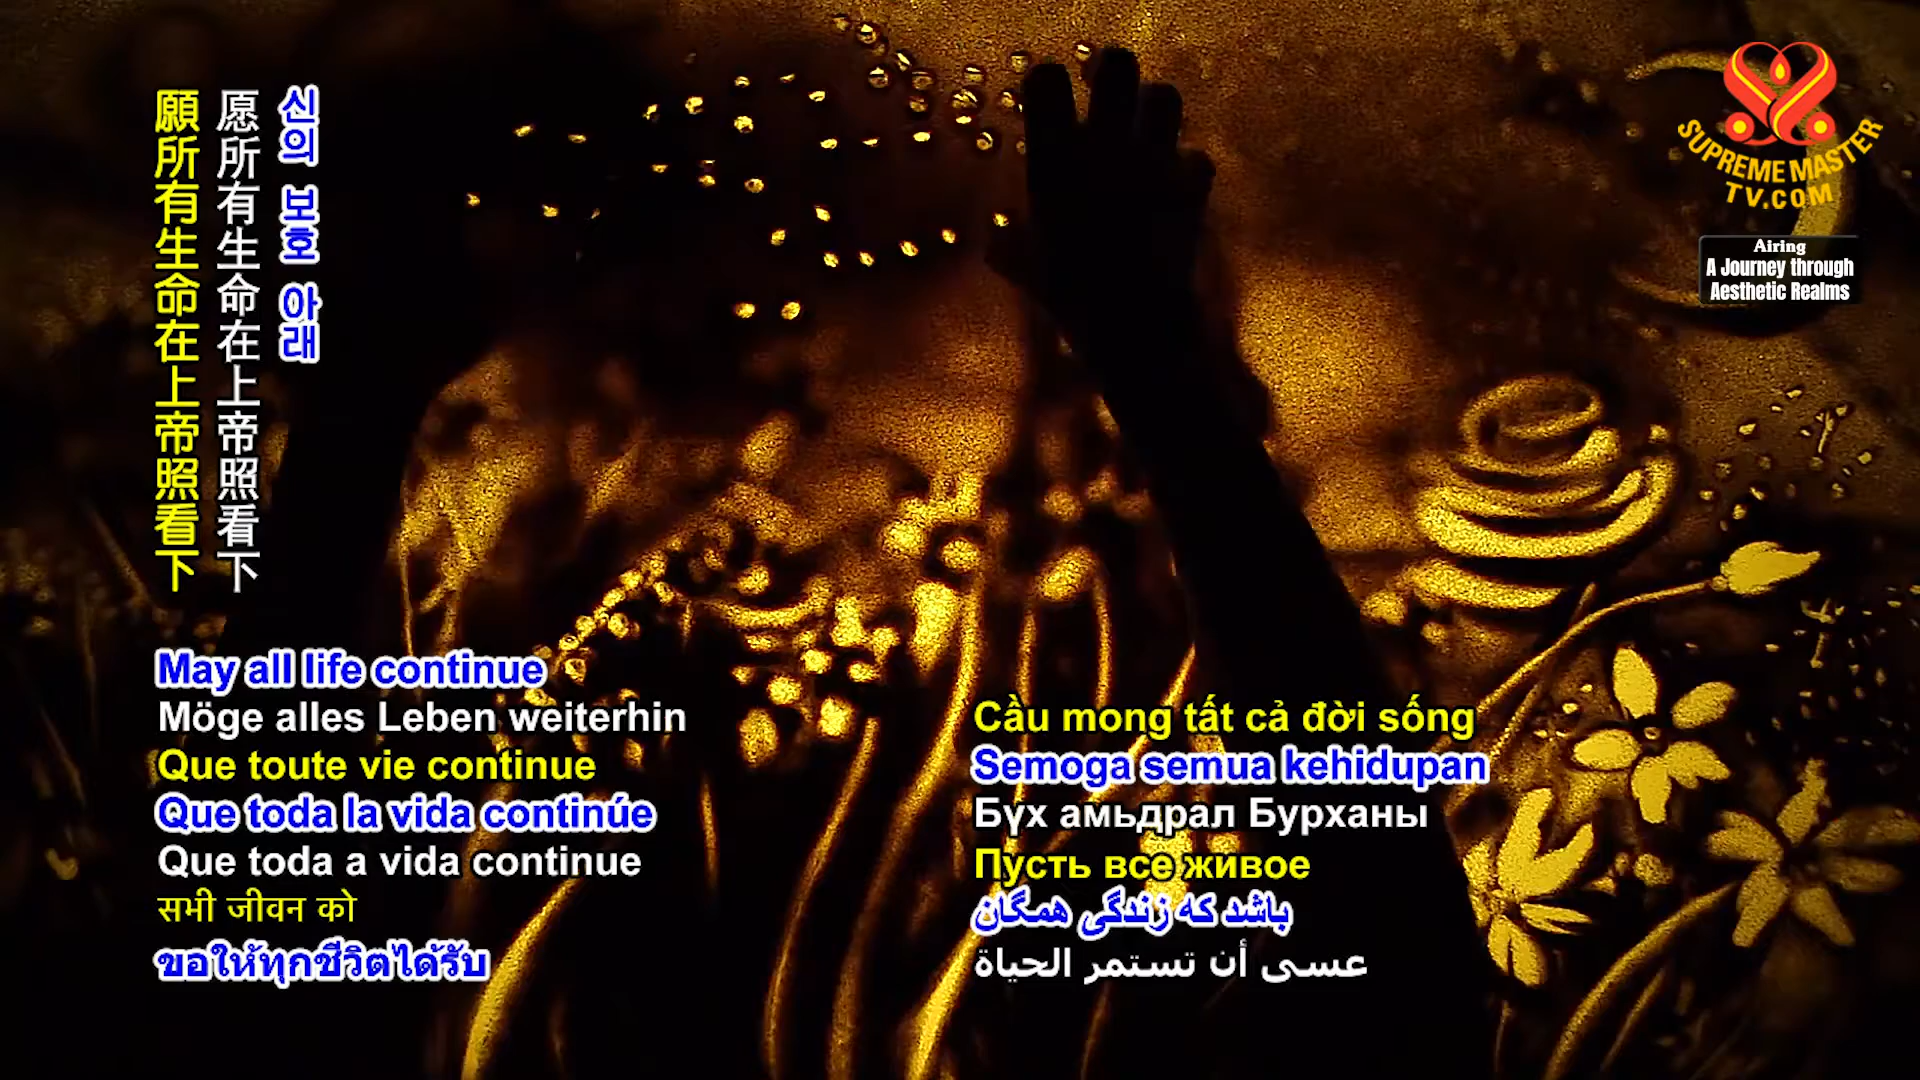 신의 보호 아래
愿所有生命在上帝照看下
願所有生命在上帝照看下
SUPREME MASTER
TV.COM
Airing
A Journey through
Aesthetic Realms
May all life continue
Möge alles Leben weiterhin
Que toute vie continue
Que toda la vida continúe
Que toda a vida continue
सभी जीवन को
ขอให้ทุกชีวิตได้รับ
Cầu mong tất cả đời sống
Semoga semua kehidupan
Бүх амьдрал Бурханы
Пусть все живое
باشد که زندگی همگان
عسى أن تستمر الحياة